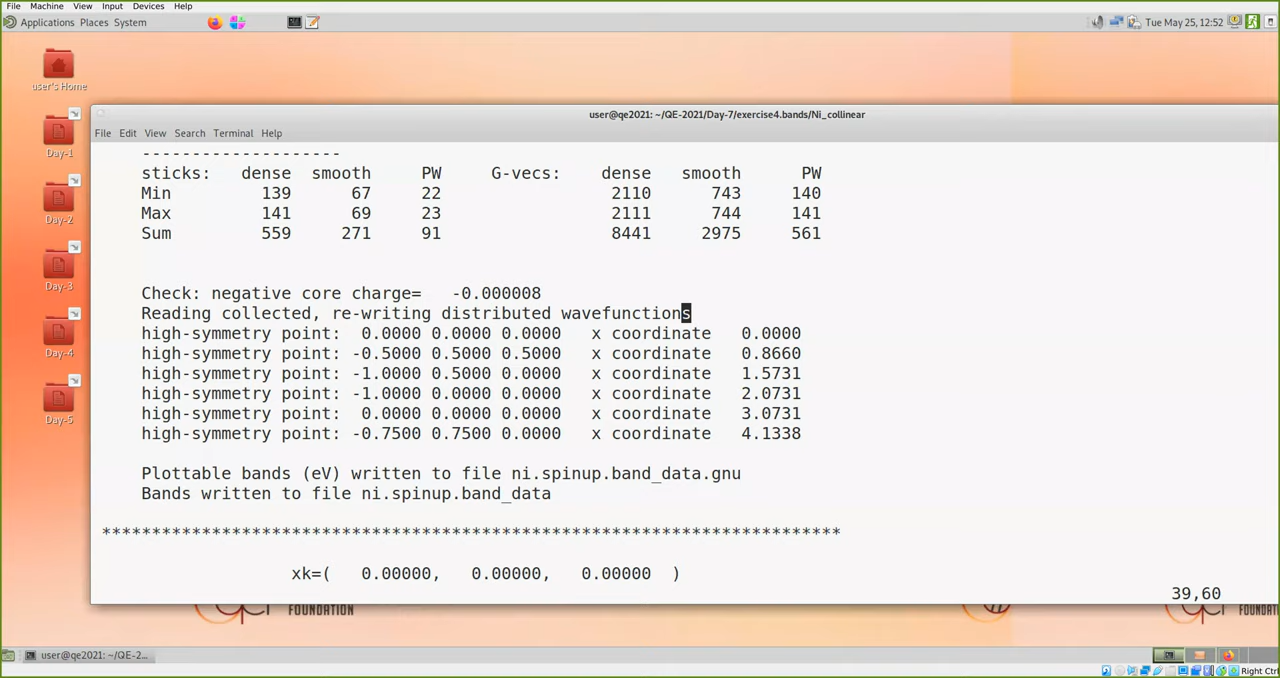 File Machine View Input Devices Help
Applications Places System
Tue May 25, 12:52
user's Home
Day-1
Day-2
Day-3
Day-4
Day-5
user@qe2021: ~/QE-2021/Day-7/exercise4.bands/Ni_collinear
File Edit View Search Terminal Help
--------------------
sticks: dense smooth PW G-vecs: dense smooth PW
Min 139 67 22 2110 743 140
Max 141 69 23 2111 744 141
Sum 559 271 91 8441 2975 561
Check: negative core charge= -0.000008
Reading collected, re-writing distributed wavefunctions
high-symmetry point: 0.0000 0.0000 0.0000 x coordinate 0.0000
high-symmetry point: -0.5000 0.5000 0.5000 x coordinate 0.8660
high-symmetry point: -1.0000 0.5000 0.0000 x coordinate 1.5731
high-symmetry point: -1.0000 0.0000 0.0000 x coordinate 2.0731
high-symmetry point: 0.0000 0.0000 0.0000 x coordinate 3.0731
high-symmetry point: -0.7500 0.7500 0.0000 x coordinate 4.1338
Plottable bands (eV) written to file ni.spinup.band_data.gnu
Bands written to file ni.spinup.band_data
**************************************************************************
xk=( 0.00000, 0.00000, 0.00000 )
39,60
FOUNDATION
user@qe2021: ~/QE-2...
Right Ctrl